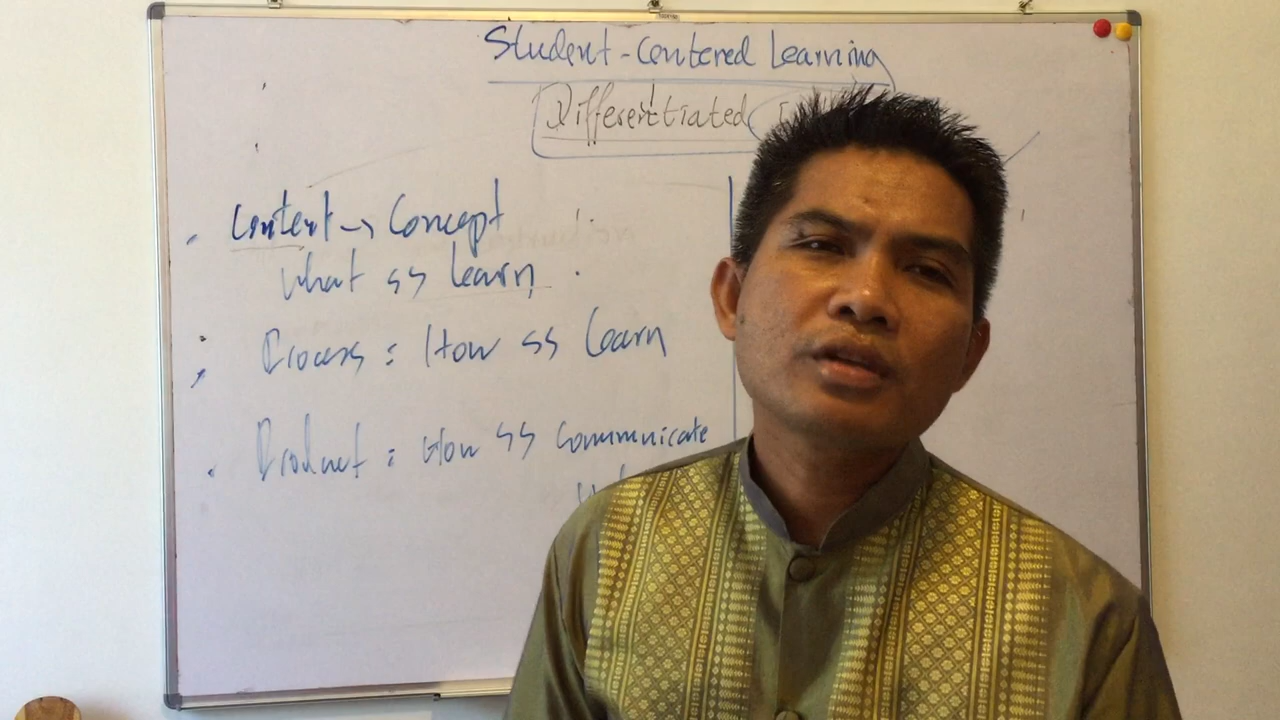 Student-Centered Learning
Differentiated
Content → Concept
What ss learn
Process : How ss learn
Product : How ss communicate